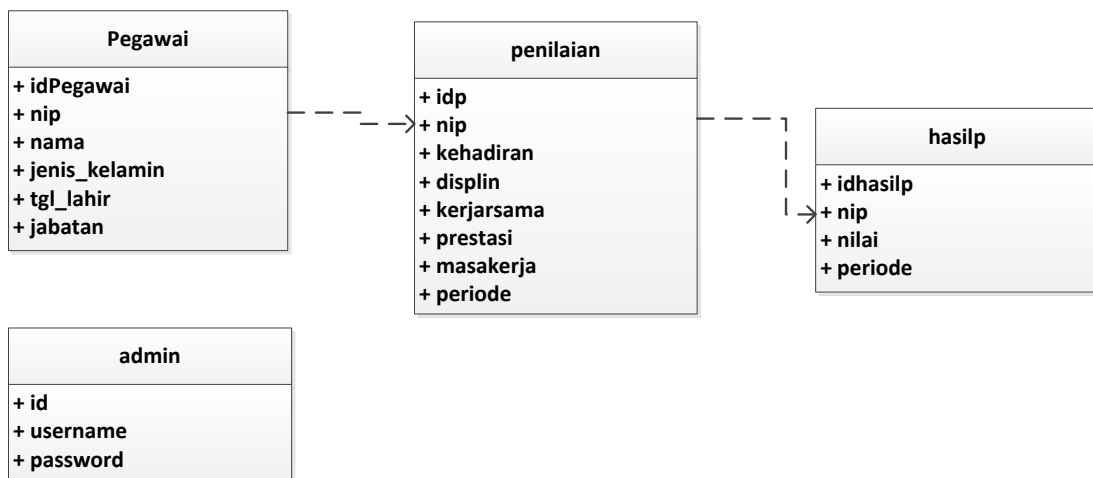 Pegawai
+ idPegawai
+ nip
+ nama
+ jenis_kelamin
+ tgl_lahir
+ jabatan
penilaian
+ idp
+ nip
+ kehadiran
+ displin
+ kerjarsama
+ prestasi
+ masakerja
+ periode
hasilp
+ idhasilp
+ nip
+ nilai
+ periode
admin
+ id
+ username
+ password